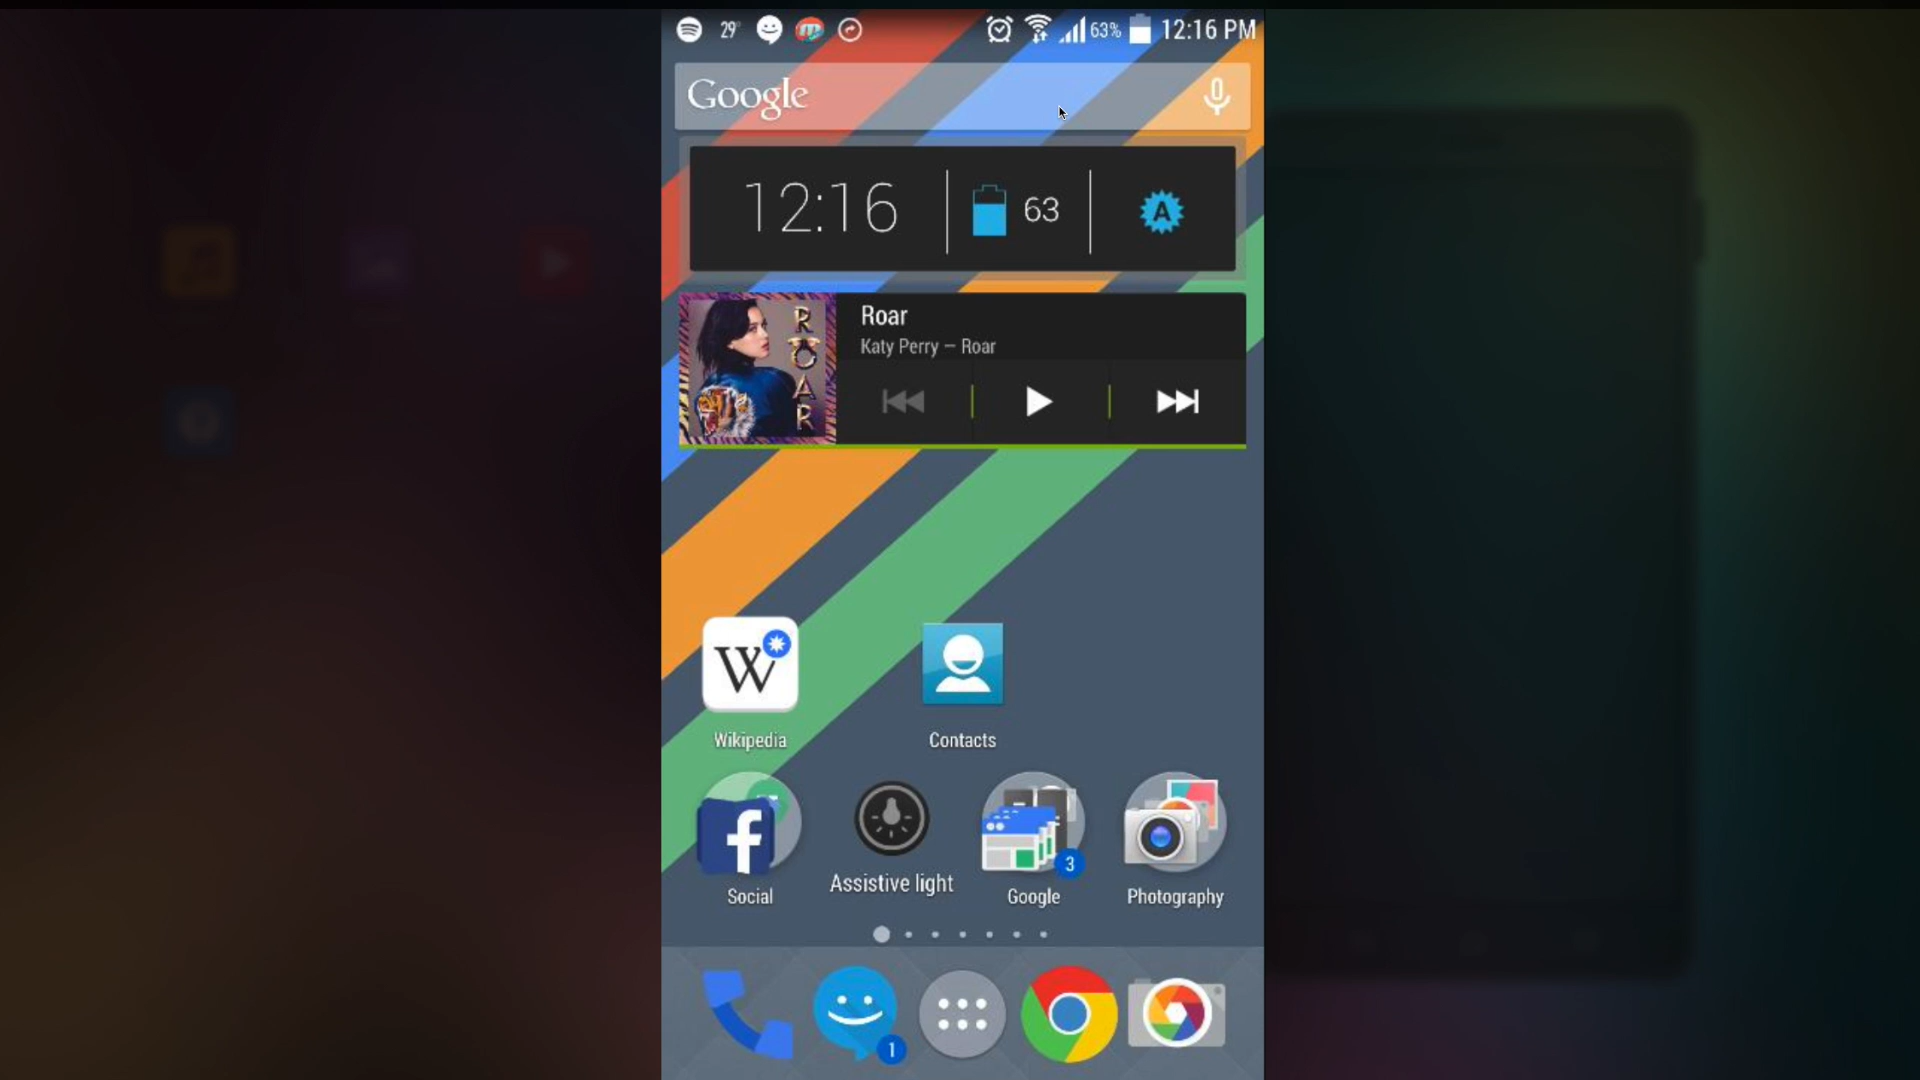 29°
63%
12:16 PM
Google
12:16
63
A
ROAR
Roar
Katy Perry – Roar
W
Wikipedia
Contacts
f
3
Social
Assistive light
Google
Photography
1